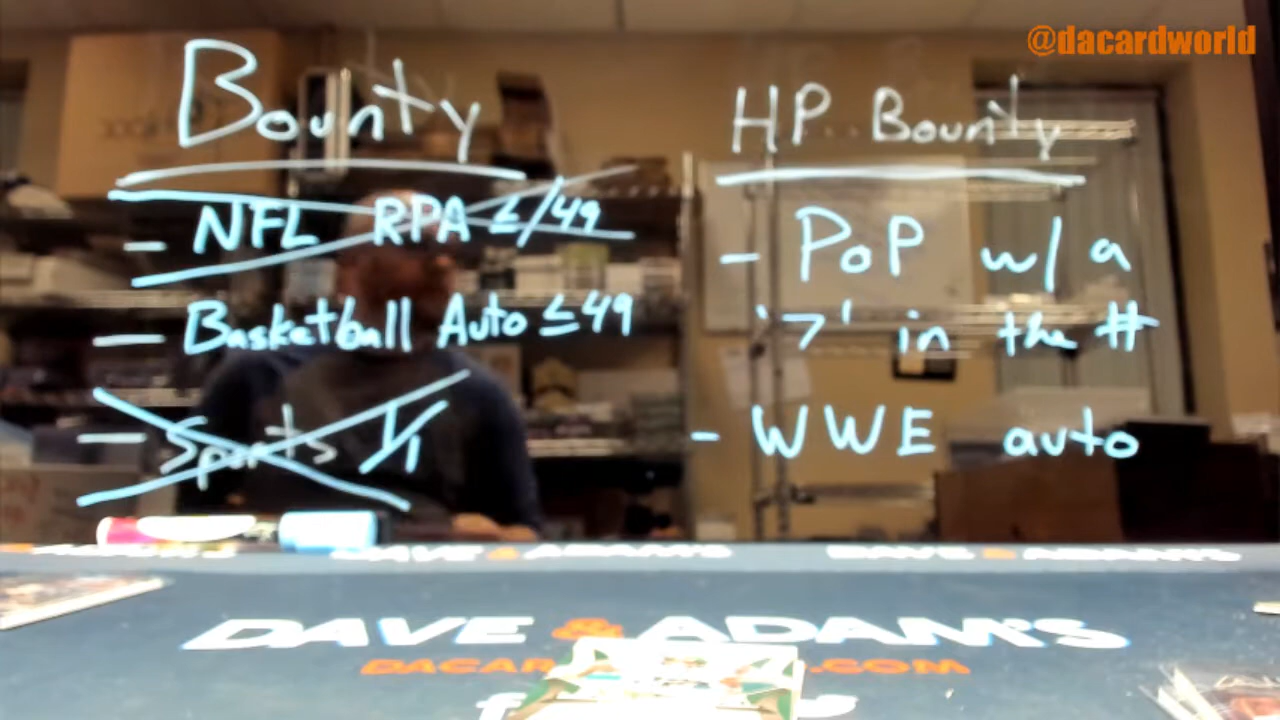 @dacardworld
Bounty
- NFL RPA ≤/49
- Basketball Auto ≤49
- Sports 1/1
HP Bounty
- PoP w/ a
'7' in the #
- WWE auto
DAVE & ADAM'S
DAVE & ADAM'S
DAVE & ADAM'S